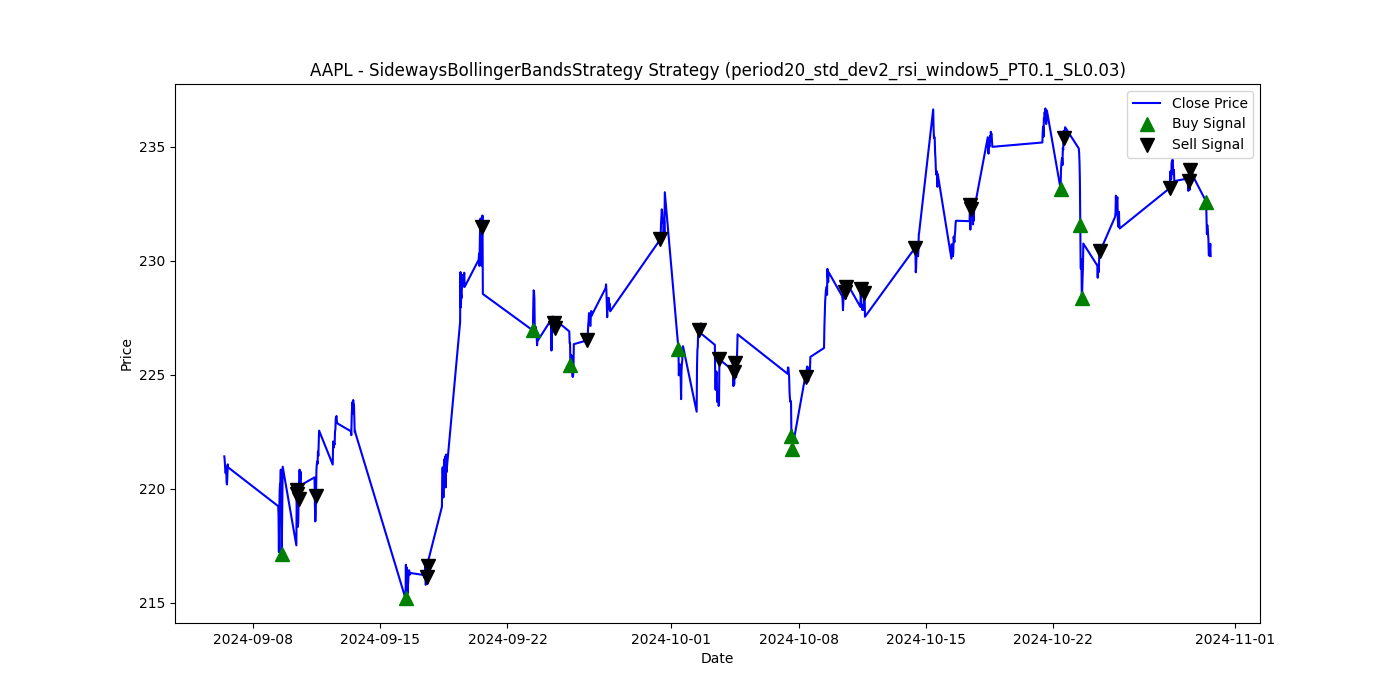 AAPL - SidewaysBollingerBandsStrategy Strategy (period20_std_dev2_rsi_window5_PT0.1_SL0.03)
Close Price
Buy Signal
Sell Signal
Price
235
230
225
220
215
2024-09-08 2024-09-15 2024-09-22 2024-10-01 2024-10-08 2024-10-15 2024-10-22 2024-11-01
Date